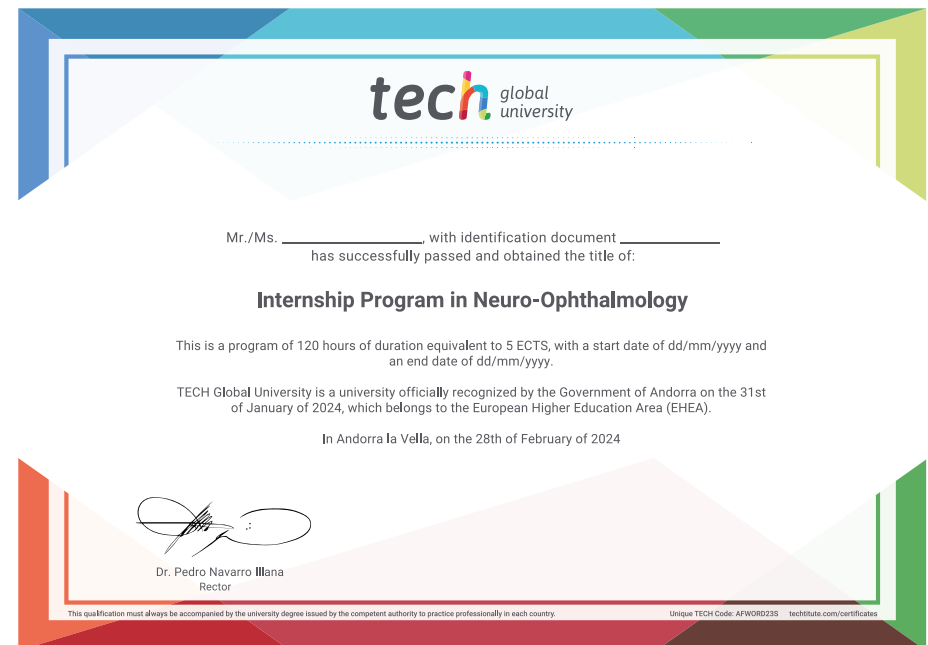 tech global university
Mr./Ms. ____________________, with identification document ______________
has successfully passed and obtained the title of:
Internship Program in Neuro-Ophthalmology
This is a program of 120 hours of duration equivalent to 5 ECTS, with a start date of dd/mm/yyyy and
an end date of dd/mm/yyyy.
TECH Global University is a university officially recognized by the Government of Andorra on the 31st
of January of 2024, which belongs to the European Higher Education Area (EHEA).
In Andorra la Vella, on the 28th of February of 2024
Dr. Pedro Navarro Illana
Rector
This qualification must always be accompanied by the university degree issued by the competent authority to practice professionally in each country.
Unique TECH Code: AFWORD23S techtitute.com/certificates